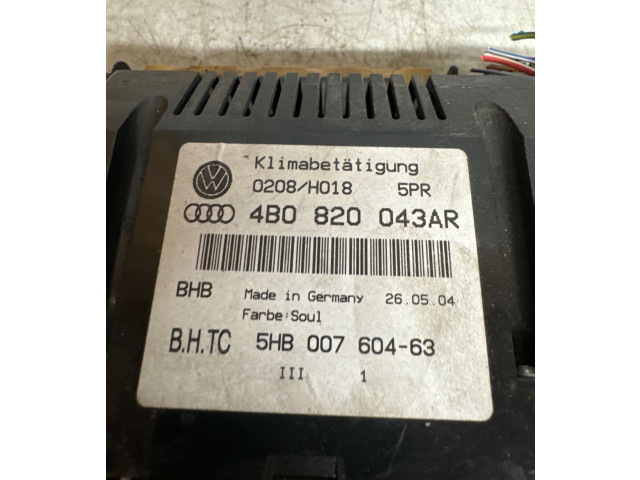 Klimabetätigung
0208/H018 5PR
4B0 820 043AR
BHB Made in Germany 26.05.04
Farbe:Soul
B.H.TC 5HB 007 604-63
III 1